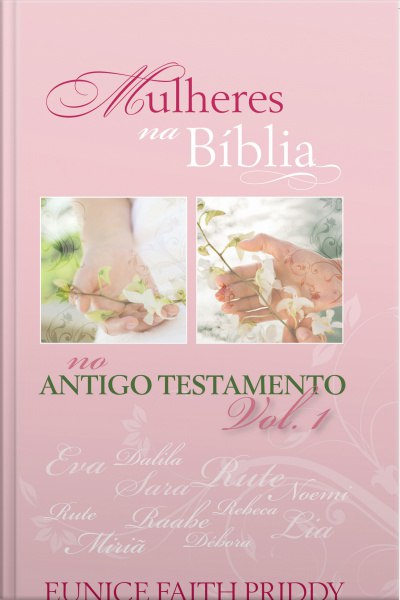 Mulheres
na Bíblia
no
ANTIGO TESTAMENTO
Vol. 1
Eva Dalila
Sara Rute Noemi
Rute Raabe Rebeca Lia
Miriã Débora
EUNICE FAITH PRIDDY